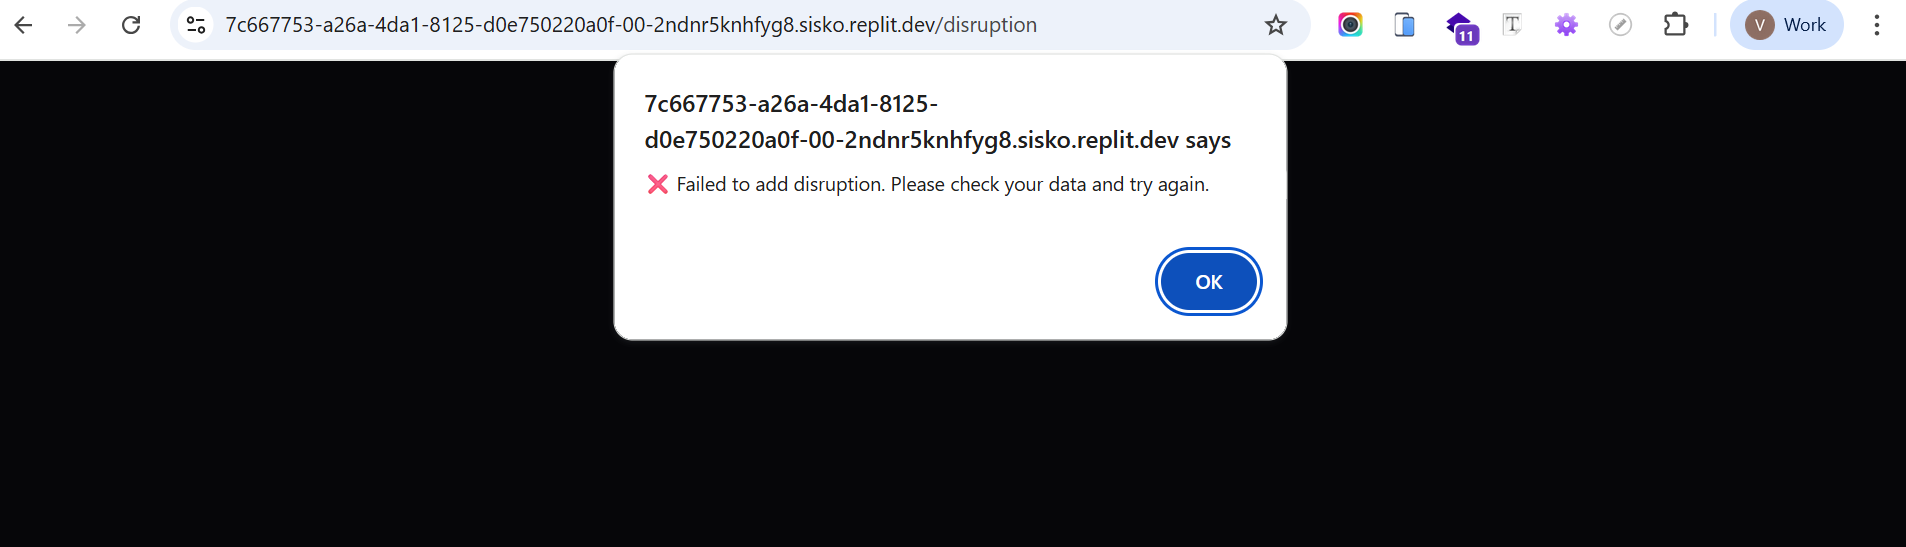 7c667753-a26a-4da1-8125-d0e750220a0f-00-2ndnr5knhfyg8.sisko.replit.dev/disruption
11
T
V
Work
7c667753-a26a-4da1-8125-
d0e750220a0f-00-2ndnr5knhfyg8.sisko.replit.dev says
❌ Failed to add disruption. Please check your data and try again.
OK